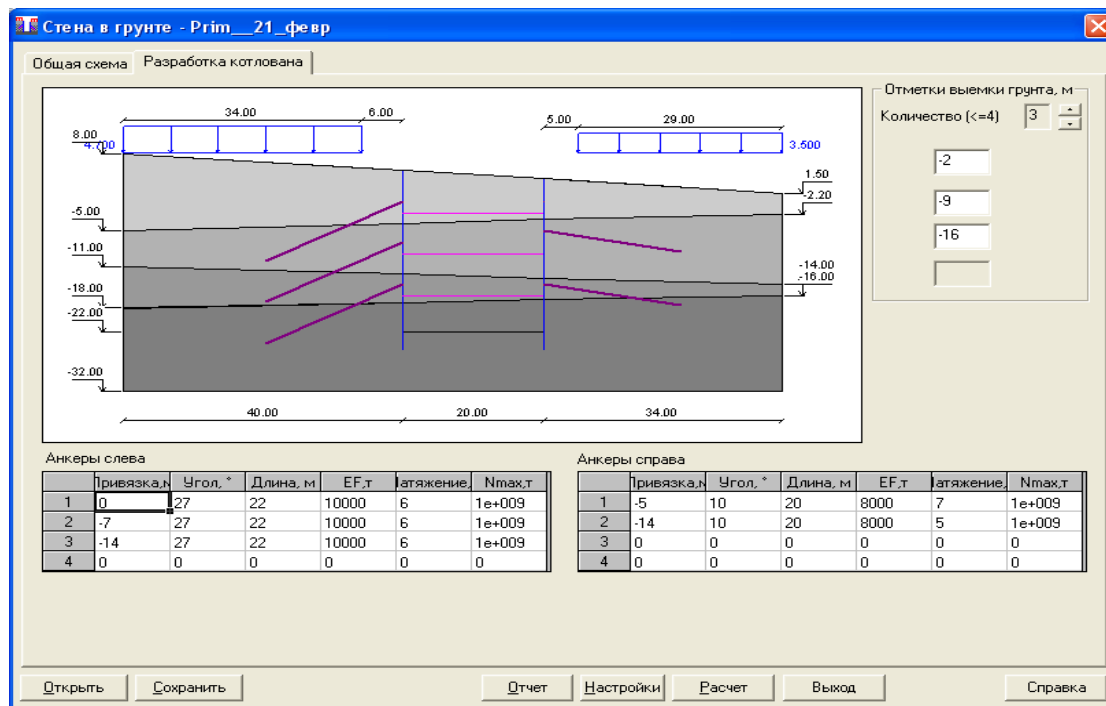 Стена в грунте - Prim__21_февр
Общая схема Разработка котлована
34.00 6.00 5.00 29.00
8.00
4.700
3.500
1.50
-2.20
-5.00
-11.00
-14.00
-16.00
-18.00
-22.00
-32.00
40.00 20.00 34.00
Отметки выемки грунта, м
Количество (<=4) 3
-2
-9
-16
Анкеры слева
Привязка,м Угол, ° Длина, м EF,т Натяжение, Nmax,т
1 0 27 22 10000 6 1e+009
2 -7 27 22 10000 6 1e+009
3 -14 27 22 10000 6 1e+009
4 0 0 0 0 0 0
Анкеры справа
Привязка,м Угол, ° Длина, м EF,т Натяжение, Nmax,т
1 -5 10 20 8000 7 1e+009
2 -14 10 20 8000 5 1e+009
3 0 0 0 0 0 0
4 0 0 0 0 0 0
Открыть Сохранить Отчет Настройки Расчет Выход Справка